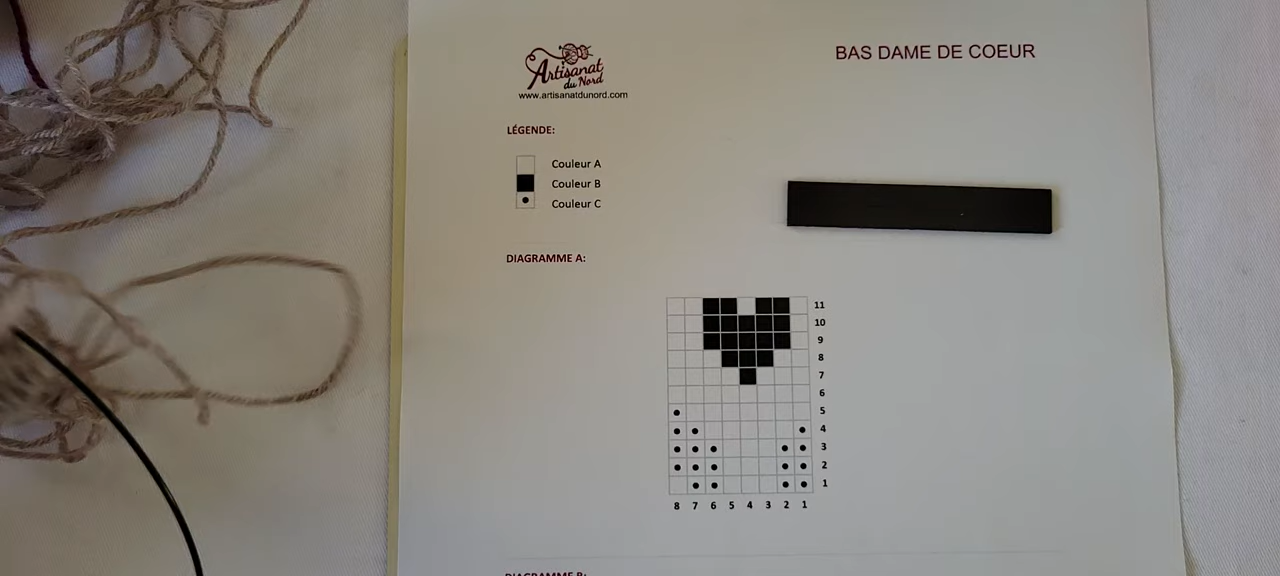 Artisanat
du Nord
www.artisanatdunord.com
BAS DAME DE COEUR
LÉGENDE:
Couleur A
Couleur B
Couleur C
DIAGRAMME A:
11
10
9
8
7
6
5
4
3
2
1
8 7 6 5 4 3 2 1
DIAGRAMME B: